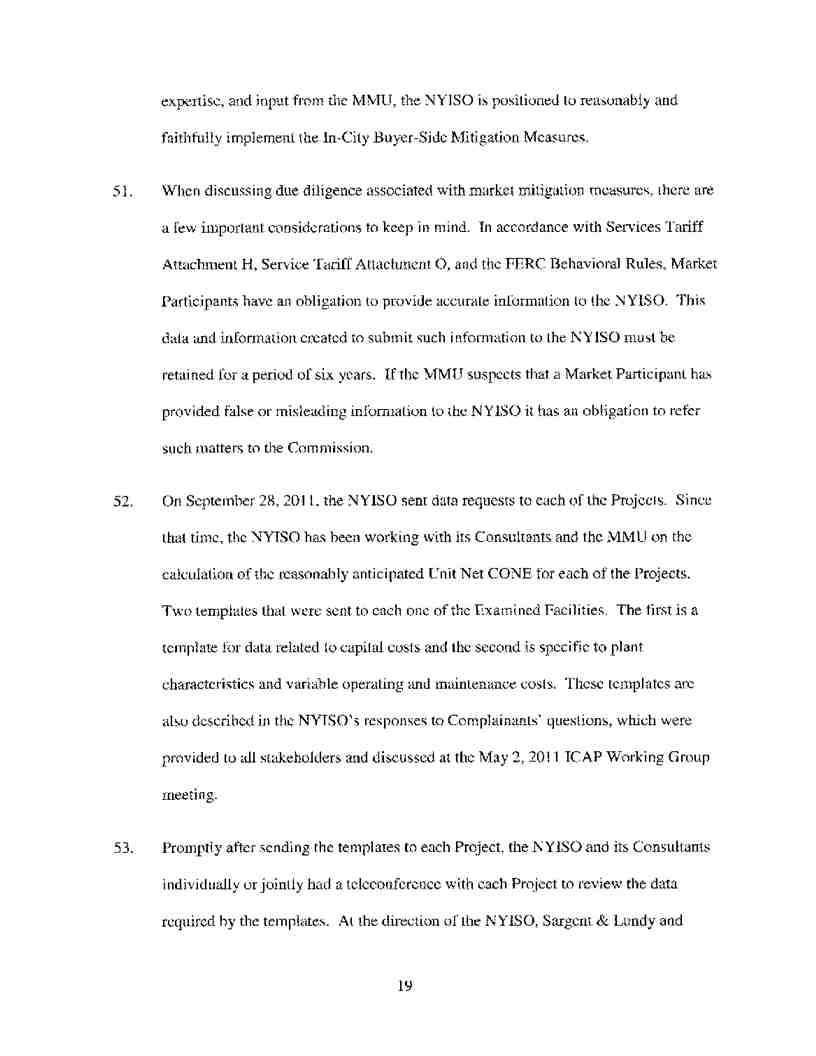 expertise, and input from the MMU, the NYISO is positioned to reasonably and
faithfully implement the In-City Buyer-Side Mitigation Measures.
51. When discussing due diligence associated with market mitigation measures, there are
a few important considerations to keep in mind. In accordance with Services Tariff
Attachment H, Service Tariff Attachment O, and the FERC Behavioral Rules, Market
Participants have an obligation to provide accurate information to the NYISO. This
data and information created to submit such information to the NYISO must be
retained for a period of six years. If the MMU suspects that a Market Participant has
provided false or misleading information to the NYISO it has an obligation to refer
such matters to the Commission.
52. On September 28, 2011, the NYISO sent data requests to each of the Projects. Since
that time, the NYISO has been working with its Consultants and the MMU on the
calculation of the reasonably anticipated Unit Net CONE for each of the Projects.
Two templates that were sent to each one of the Examined Facilities. The first is a
template for data related to capital costs and the second is specific to plant
characteristics and variable operating and maintenance costs. These templates are
also described in the NYISO's responses to Complainants' questions, which were
provided to all stakeholders and discussed at the May 2, 2011 ICAP Working Group
meeting.
53. Promptly after sending the templates to each Project, the NYISO and its Consultants
individually or jointly had a teleconference with each Project to review the data
required by the templates. At the direction of the NYISO, Sargent & Lundy and
19